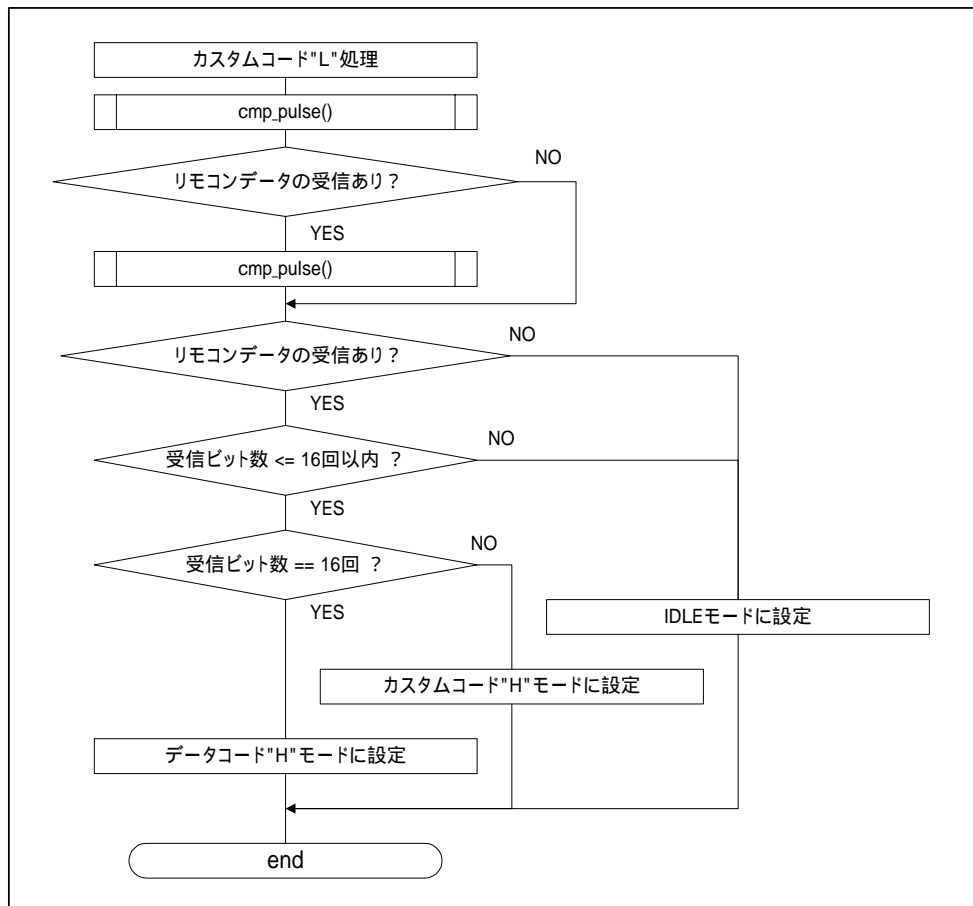 カスタムコード"L"処理
cmp_pulse()
リモコンデータの受信あり？
NO
YES
cmp_pulse()
リモコンデータの受信あり？
NO
YES
受信ビット数 <= 16回以内 ？
NO
YES
受信ビット数 == 16回 ？
NO
YES
IDLEモードに設定
カスタムコード"H"モードに設定
データコード"H"モードに設定
end